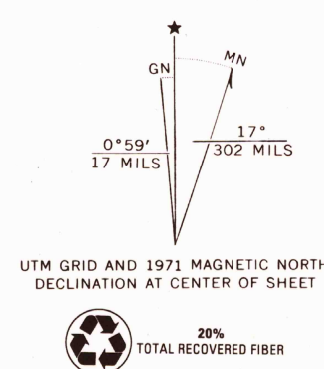 MN
GN
0°59′
17 MILS
17°
302 MILS
UTM GRID AND 1971 MAGNETIC NORTH
DECLINATION AT CENTER OF SHEET
20%
TOTAL RECOVERED FIBER